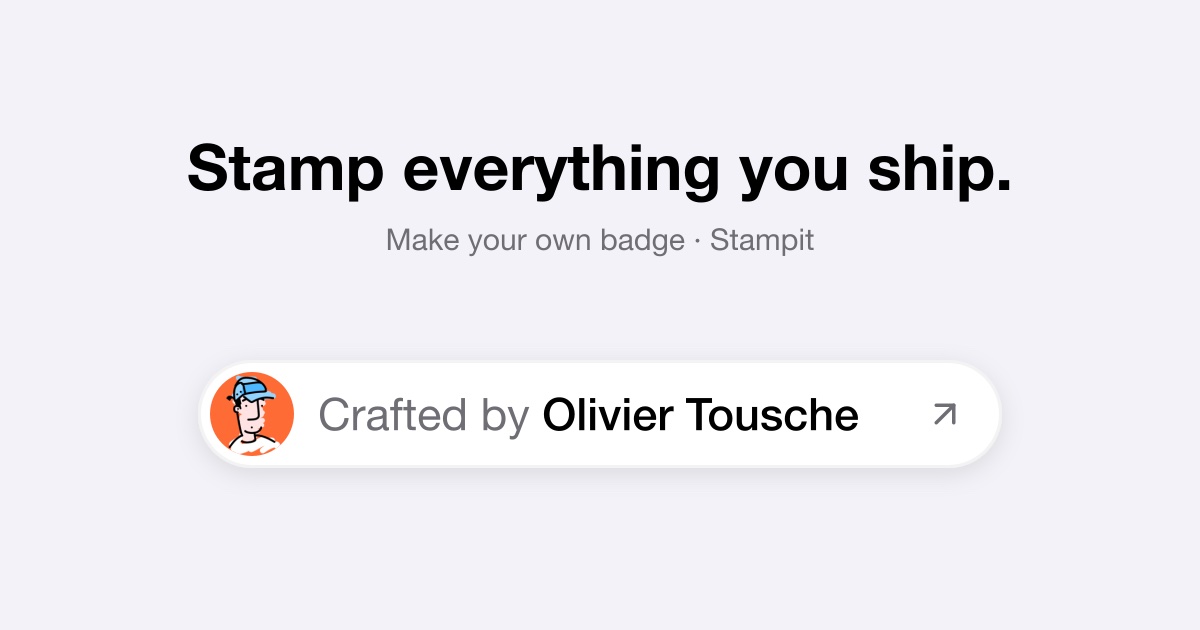 Stamp everything you ship.
Make your own badge · Stampit
Crafted by Olivier Tousche